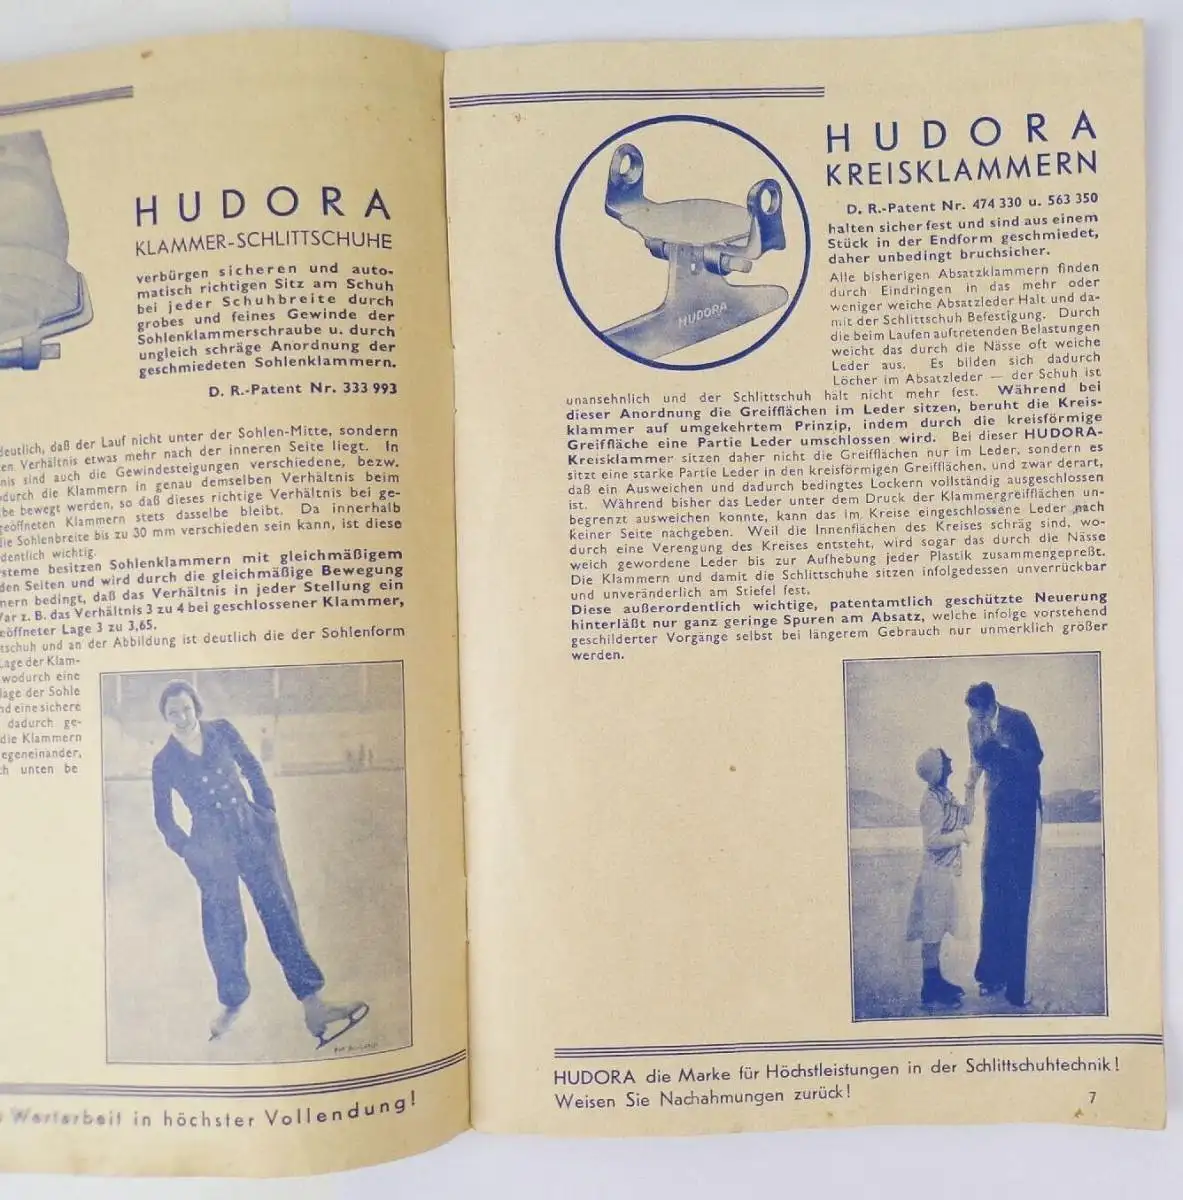 HUDORA
KLAMMER-SCHLITTSCHUHE
verbürgen sicheren und auto-
matisch richtigen Sitz am Schuh
bei jeder Schuhbreite durch
grobes und feines Gewinde der
Sohlenklammerschraube u. durch
ungleich schräge Anordnung der
geschmiedeten Sohlenklammern.
D. R.-Patent Nr. 333 993
deutlich, daß der Lauf nicht unter der Sohlen-Mitte, sondern
Verhältnis etwas mehr nach der inneren Seite liegt. In
sind auch die Gewindesteigungen verschiedene, bezw.
durch die Klammern in genau demselben Verhältnis beim
bewegt werden, so daß dieses richtige Verhältnis bei ge-
geöffneten Klammern stets dasselbe bleibt. Da innerhalb
die Sohlenbreite bis zu 30 mm verschieden sein kann, ist diese
wichtig.
besitzen Sohlenklammern mit gleichmäßigem
den Seiten und wird durch die gleichmäßige Bewegung
bedingt, daß das Verhältnis in jeder Stellung ein
War z. B. das Verhältnis 3 zu 4 bei geschlossener Klammer,
geöffneter Lage 3 zu 3,65.
und an der Abbildung ist deutlich die der Sohlenform
Lage der Klam-
wodurch eine
der Sohle
eine sichere
dadurch ge-
die Klammern
unten be
Wertarbeit in höchster Vollendung!
HUDORA
KREISKLAMMERN
D. R.-Patent Nr. 474 330 u. 563 350
halten sicher fest und sind aus einem
Stück in der Endform geschmiedet,
daher unbedingt bruchsicher.
HUDORA
Alle bisherigen Absatzklammern finden
durch Eindringen in das mehr oder
weniger weiche Absatzleder Halt und da-
mit der Schlittschuh Befestigung. Durch
die beim Laufen auftretenden Belastungen
weicht das durch die Nässe oft weiche
Leder aus. Es bilden sich dadurch
Löcher im Absatzleder — der Schuh ist
unansehnlich und der Schlittschuh hält nicht mehr fest. Während bei
dieser Anordnung die Greifflächen im Leder sitzen, beruht die Kreis-
klammer auf umgekehrtem Prinzip, indem durch die kreisförmige
Greiffläche eine Partie Leder umschlossen wird. Bei dieser HUDORA-
Kreisklammer sitzen daher nicht die Greifflächen nur im Leder, sondern es
sitzt eine starke Partie Leder in den kreisförmigen Greifflächen, und zwar derart,
daß ein Ausweichen und dadurch bedingtes Lockern vollständig ausgeschlossen
ist. Während bisher das Leder unter dem Druck der Klammergreifflächen un-
begrenzt ausweichen konnte, kann das im Kreise eingeschlossene Leder nach
keiner Seite nachgeben. Weil die Innenflächen des Kreises schräg sind, wo-
durch eine Verengung des Kreises entsteht, wird sogar das durch die Nässe
weich gewordene Leder bis zur Aufhebung jeder Plastik zusammengepreßt.
Die Klammern und damit die Schlittschuhe sitzen infolgedessen unverrückbar
und unveränderlich am Stiefel fest.
Diese außerordentlich wichtige, patentamtlich geschützte Neuerung
hinterläßt nur ganz geringe Spuren am Absatz, welche infolge vorstehend
geschilderter Vorgänge selbst bei längerem Gebrauch nur unmerklich größer
werden.
HUDORA die Marke für Höchstleistungen in der Schlittschuhtechnik!
Weisen Sie Nachahmungen zurück!
7